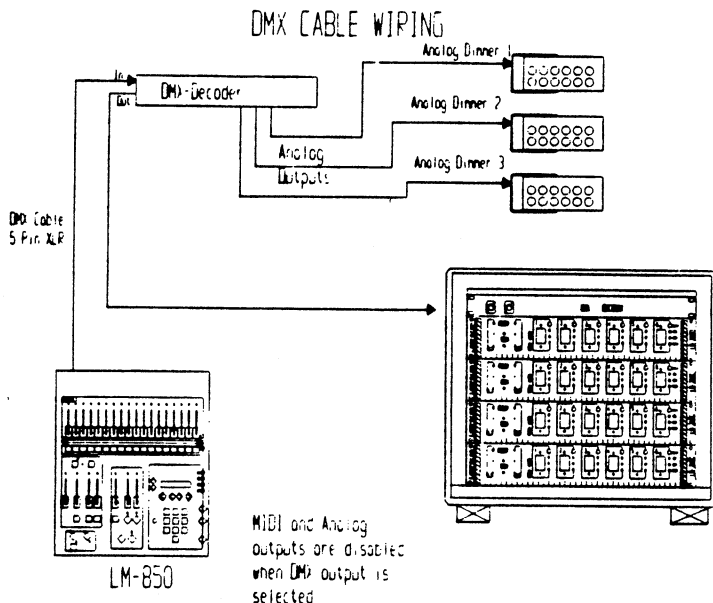 DMX CABLE WIRING
Analog Dimmer 1
In
Out
DMX-Decoder
Analog Dimmer 2
Analog
Outputs
Analog Dimmer 3
DMX Cable
5 Pin XLR
MIDI and Analog
outputs are disabled
when DMX output is
selected
LM-850